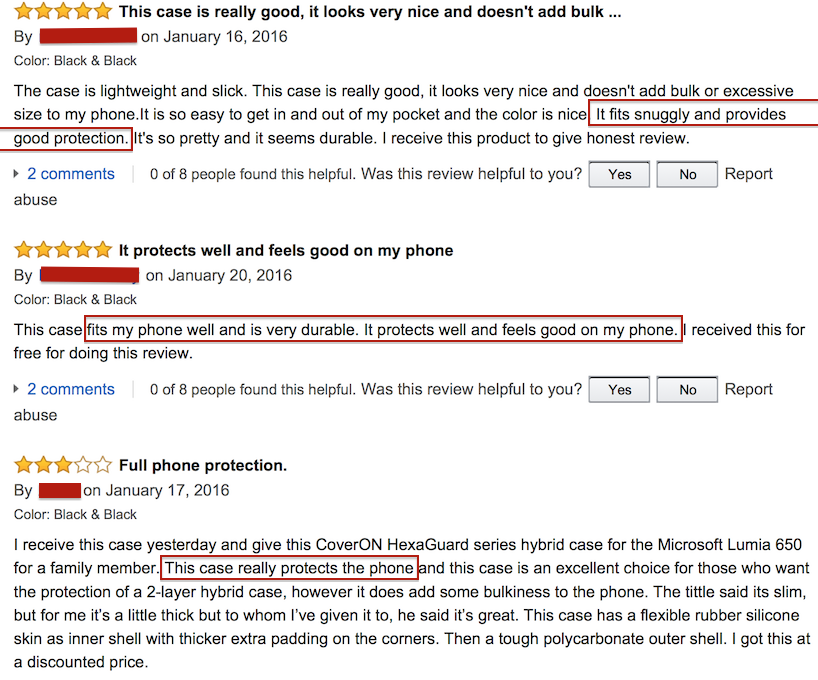 This case is really good, it looks very nice and doesn't add bulk ...
By on January 16, 2016
Color: Black & Black
The case is lightweight and slick. This case is really good, it looks very nice and doesn't add bulk or excessive
size to my phone.It is so easy to get in and out of my pocket and the color is nice. It fits snuggly and provides
good protection. It's so pretty and it seems durable. I receive this product to give honest review.
2 comments 0 of 8 people found this helpful. Was this review helpful to you? Yes No Report
abuse
It protects well and feels good on my phone
By on January 20, 2016
Color: Black & Black
This case fits my phone well and is very durable. It protects well and feels good on my phone. I received this for
free for doing this review.
2 comments 0 of 8 people found this helpful. Was this review helpful to you? Yes No Report
abuse
Full phone protection.
By on January 17, 2016
Color: Black & Black
I receive this case yesterday and give this CoverON HexaGuard series hybrid case for the Microsoft Lumia 650
for a family member. This case really protects the phone and this case is an excellent choice for those who want
the protection of a 2-layer hybrid case, however it does add some bulkiness to the phone. The tittle said its slim,
but for me it's a little thick but to whom I've given it to, he said it's great. This case has a flexible rubber silicone
skin as inner shell with thicker extra padding on the corners. Then a tough polycarbonate outer shell. I got this at
a discounted price.